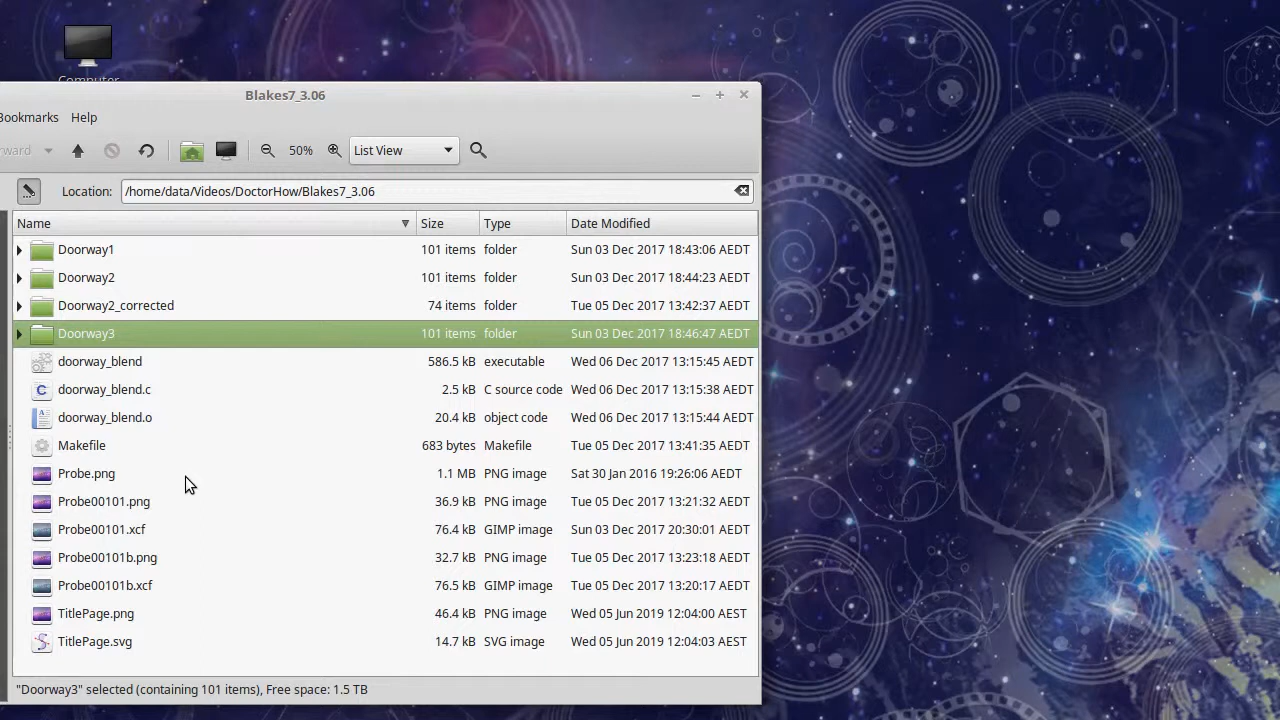 Computer
Blakes7_3.06
Bookmarks Help
50% List View
Location: /home/data/Videos/DoctorHow/Blakes7_3.06
Name Size Type Date Modified
Doorway1 101 items folder Sun 03 Dec 2017 18:43:06 AEDT
Doorway2 101 items folder Sun 03 Dec 2017 18:44:23 AEDT
Doorway2_corrected 74 items folder Tue 05 Dec 2017 13:42:37 AEDT
Doorway3 101 items folder Sun 03 Dec 2017 18:46:47 AEDT
doorway_blend 586.5 kB executable Wed 06 Dec 2017 13:15:45 AEDT
doorway_blend.c 2.5 kB C source code Wed 06 Dec 2017 13:15:38 AEDT
doorway_blend.o 20.4 kB object code Wed 06 Dec 2017 13:15:44 AEDT
Makefile 683 bytes Makefile Tue 05 Dec 2017 13:41:35 AEDT
Probe.png 1.1 MB PNG image Sat 30 Jan 2016 19:26:06 AEDT
Probe00101.png 36.9 kB PNG image Tue 05 Dec 2017 13:21:32 AEDT
Probe00101.xcf 76.4 kB GIMP image Sun 03 Dec 2017 20:30:01 AEDT
Probe00101b.png 32.7 kB PNG image Tue 05 Dec 2017 13:23:18 AEDT
Probe00101b.xcf 76.5 kB GIMP image Tue 05 Dec 2017 13:20:17 AEDT
TitlePage.png 46.4 kB PNG image Wed 05 Jun 2019 12:04:00 AEST
TitlePage.svg 14.7 kB SVG image Wed 05 Jun 2019 12:04:03 AEST
"Doorway3" selected (containing 101 items), Free space: 1.5 TB